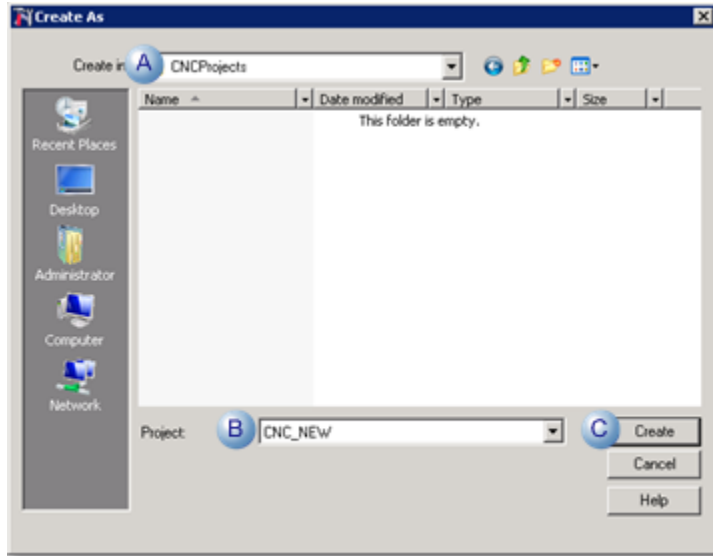 Create As
Create in A CNCProjects
Name Date modified Type Size
This folder is empty.
Recent Places
Desktop
Administrator
Computer
Network
Project: B CNC_NEW C Create
Cancel
Help